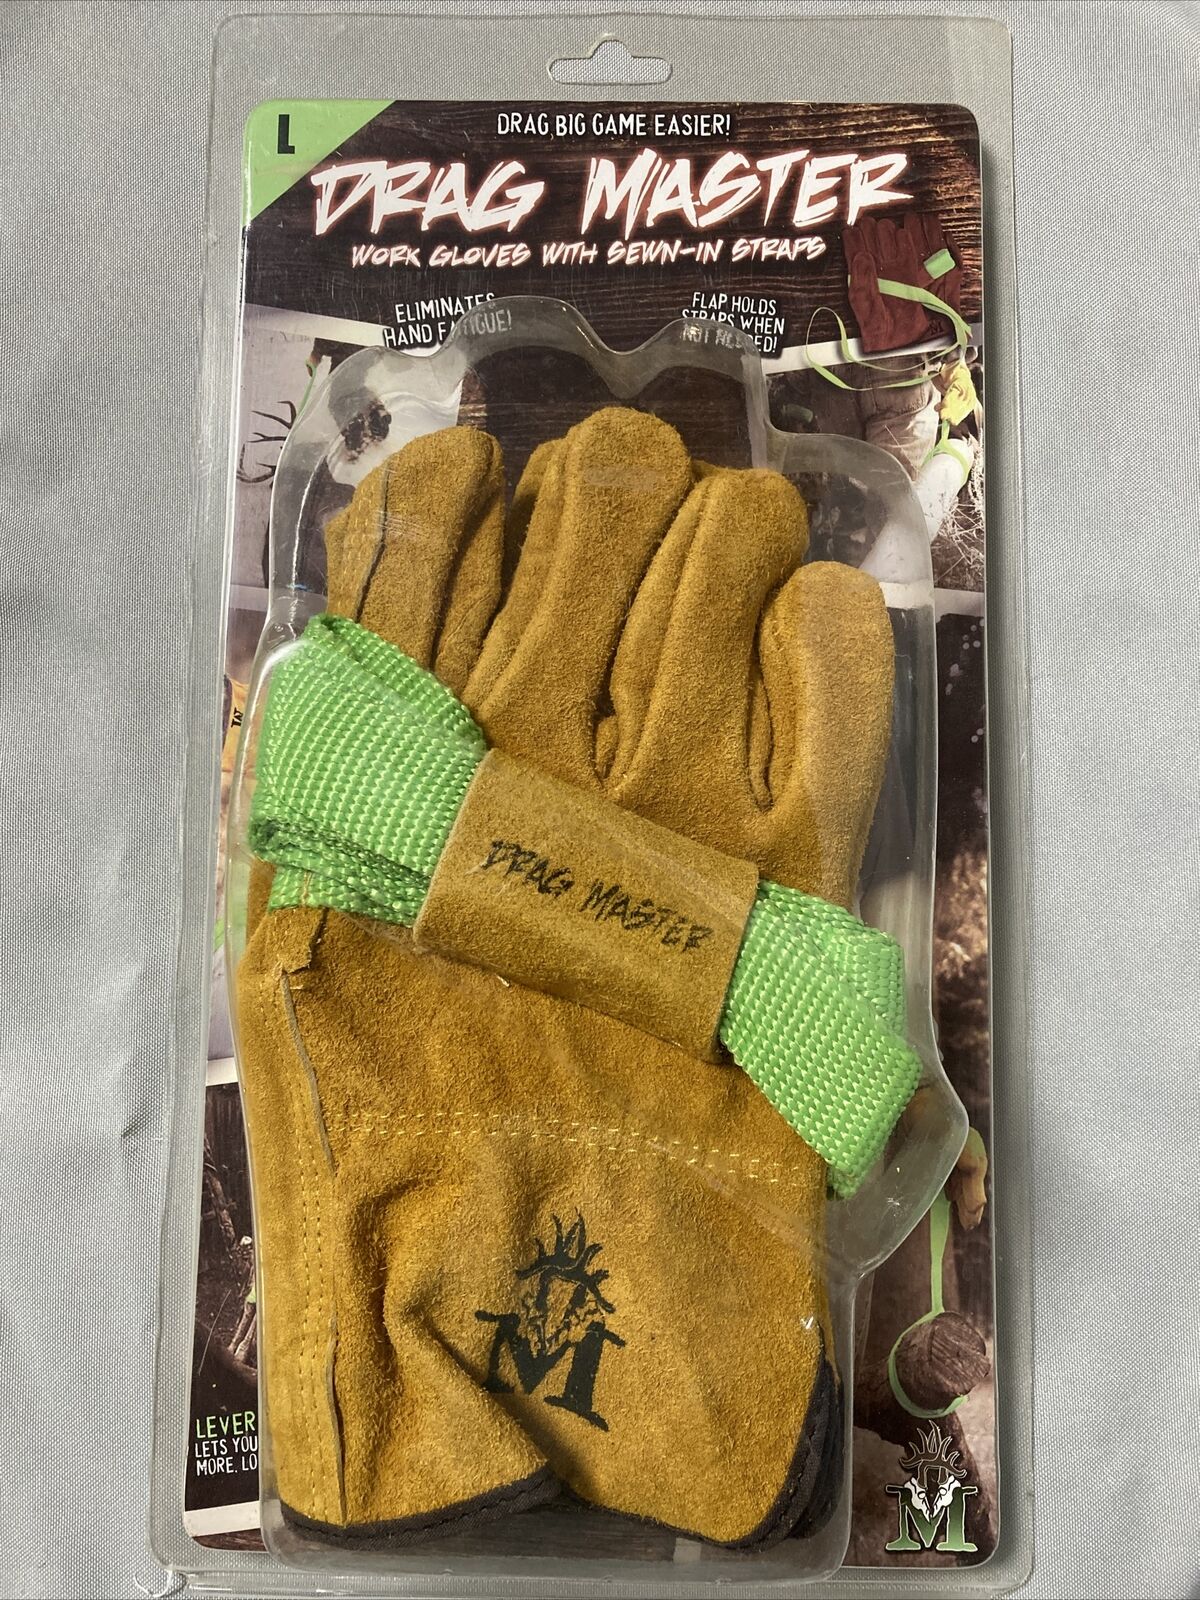 L
DRAG BIG GAME EASIER!
DRAG MASTER
WORK GLOVES WITH SEWN-IN STRAPS
ELIMINATES
HAND FATIGUE!
FLAP HOLDS
STRAPS WHEN
NOT NEEDED!
DRAG MASTER
M
LEVER
LETS YOU
MORE, LO
M